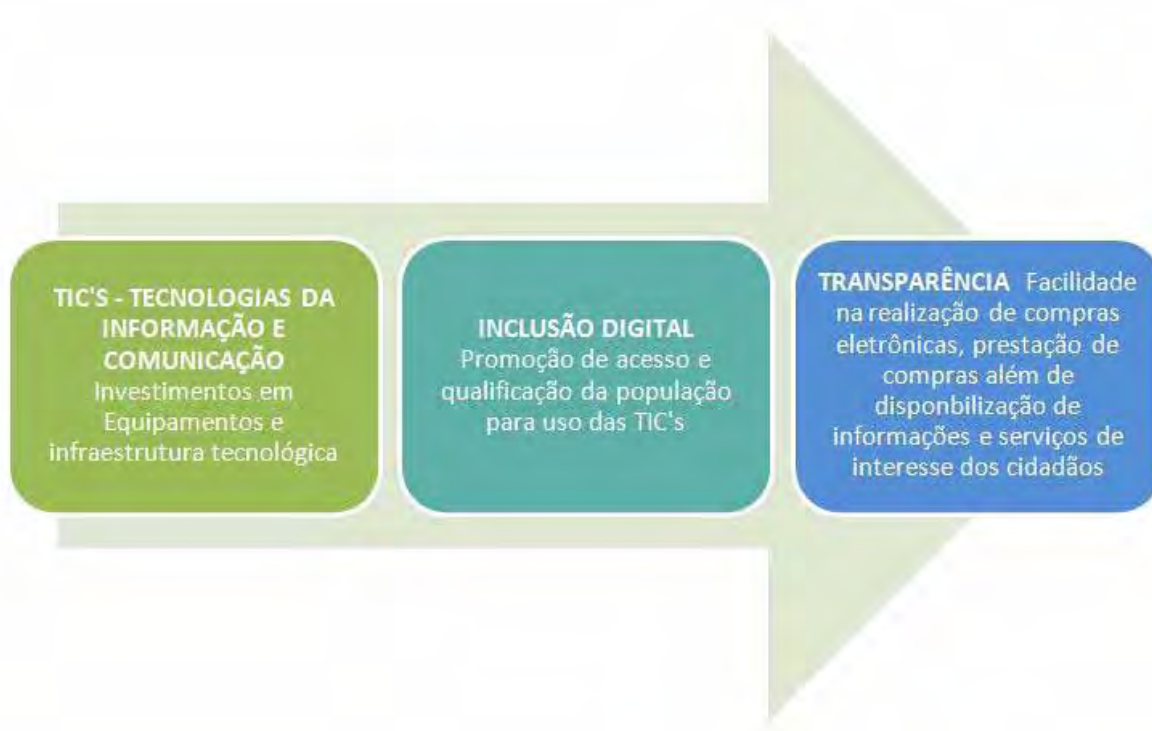 TIC'S - TECNOLOGIAS DA
INFORMAÇÃO E
COMUNICAÇÃO
Investimentos em
Equipamentos e
infraestrutura tecnológica
INCLUSÃO DIGITAL
Promoção de acesso e
qualificação da população
para uso das TIC's
TRANSPARÊNCIA Facilidade
na realização de compras
eletrônicas, prestação de
compras além de
disponbilização de
informações e serviços de
interesse dos cidadãos